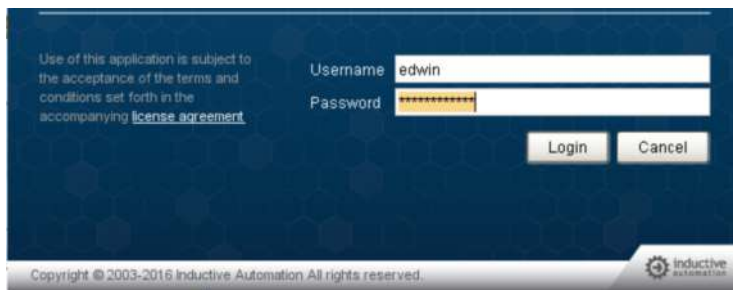 Use of this application is subject to
the acceptance of the terms and
conditions set forth in the
accompanying license agreement.
Username edwin
Password ************
Login Cancel
Copyright © 2003-2016 Inductive Automation All rights reserved.
inductive
automation